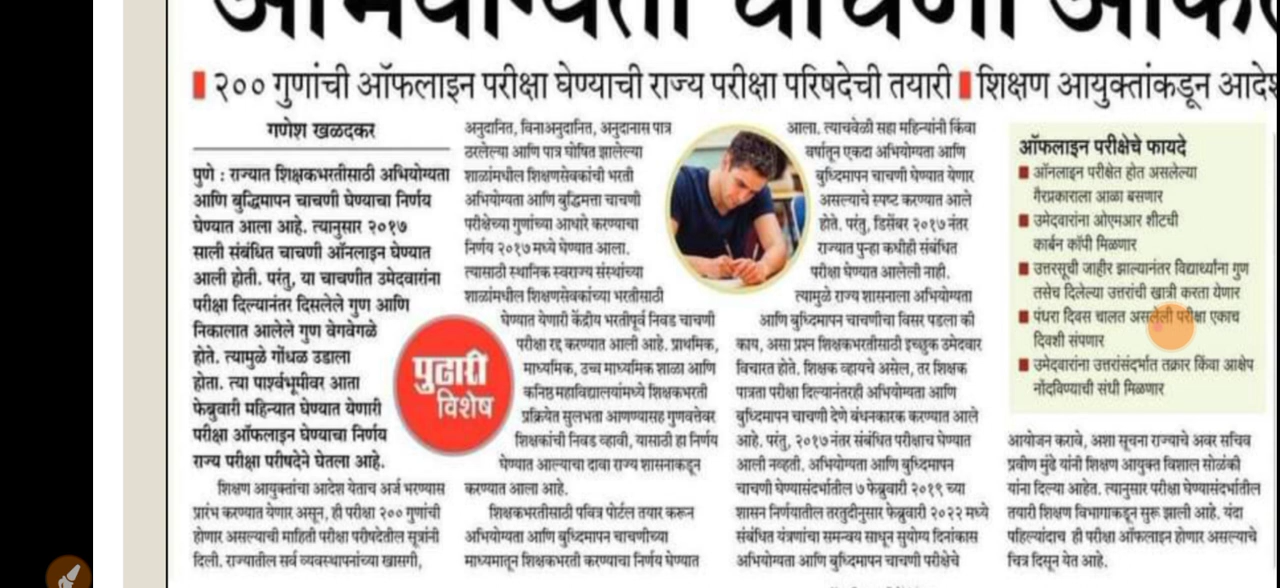 अभियोग्यता चाचणी
२०० गुणांची ऑफलाइन परीक्षा घेण्याची राज्य परीक्षा परिषदेची तयारी
शिक्षण आयुक्तांकडून
गणेश खळदकर
पुणे : राज्यात शिक्षकभरतीसाठी अभियोग्यता
आणि बुद्धिमापन चाचणी घेण्याचा निर्णय
घेण्यात आला आहे. त्यानुसार २०१७
साली संबंधित चाचणी ऑनलाइन घेण्यात
आली होती. परंतु, या चाचणीत उमेदवारांना
परीक्षा दिल्यानंतर दिसलेले गुण आणि
निकालात आलेले गुण वेगवेगळे
होते. त्यामुळे गोंधळ उडाला
होता. त्या पार्श्वभूमीवर आता
फेब्रुवारी महिन्यात घेण्यात येणारी
परीक्षा ऑफलाइन घेण्याचा निर्णय
राज्य परीक्षा परीषदेने घेतला आहे.
शिक्षण आयुक्तांचा आदेश येताच अर्ज भरण्यास
प्रारंभ करण्यात येणार असून, ही परीक्षा २०० गुणांची
होणार असल्याची माहिती परीक्षा परीषदेतील सूत्रांनी
दिली. राज्यातील सर्व व्यवस्थापनांच्या खासगी,
पुढारी
विशेष
अनुदानित, विनाअनुदानित, अनुदानास पात्र
ठरलेल्या आणि पात्र घोषित झालेल्या
शाळांमधील शिक्षणसेवकांची भरती
अभियोग्यता आणि बुद्धिमत्ता चाचणी
परीक्षेच्या गुणांच्या आधारे करण्याचा
निर्णय २०१७ मध्ये घेण्यात आला.
त्यासाठी स्थानिक स्वराज्य संस्थांच्या
शाळांमधील शिक्षणसेवकांच्या भरतीसाठी
घेण्यात येणारी केंद्रीय भरतीपूर्व निवड चाचणी
परीक्षा रद्द करण्यात आली आहे. प्राथमिक,
माध्यमिक, उच्च माध्यमिक शाळा आणि
कनिष्ठ महाविद्यालयांमध्ये शिक्षकभरती
प्रक्रियेत सुलभता आणण्यासह गुणवत्तेवर
शिक्षकांची निवड व्हावी, यासाठी हा निर्णय
घेण्यात आल्याचा दावा राज्य शासनाकडून
करण्यात आला आहे.
शिक्षकभरतीसाठी पवित्र पोर्टल तयार करून
अभियोग्यता आणि बुध्दिमापन चाचणीच्या
माध्यमातून शिक्षकभरती करण्याचा निर्णय घेण्यात
आला. त्याचवेळी सहा महिन्यांनी किंवा
वर्षातून एकदा अभियोग्यता आणि
बुध्दिमापन चाचणी घेण्यात येणार
असल्याचे स्पष्ट करण्यात आले
होते. परंतु, डिसेंबर २०१७ नंतर
राज्यात पुन्हा कधीही संबंधित
परीक्षा घेण्यात आलेली नाही.
त्यामुळे राज्य शासनाला अभियोग्यता
आणि बुध्दिमापन चाचणीचा विसर पडला की
काय, असा प्रश्न शिक्षकभरतीसाठी इच्छुक उमेदवार
विचारत होते. शिक्षक व्हायचे असेल, तर शिक्षक
पात्रता परीक्षा दिल्यानंतरही अभियोग्यता आणि
बुध्दिमापन चाचणी देणे बंधनकारक करण्यात आले
आहे. परंतु, २०१७ नंतर संबंधित परीक्षाच घेण्यात
आली नव्हती. अभियोग्यता आणि बुध्दिमापन
चाचणी घेण्यासंदर्भातील ७ फेब्रुवारी २०१९ च्या
शासन निर्णयातील तरतुदीनुसार फेब्रुवारी २०२२ मध्ये
संबंधित यंत्रणांचा समन्वय साधून सुयोग्य दिनांकास
अभियोग्यता आणि बुध्दिमापन चाचणी परीक्षेचे
ऑफलाइन परीक्षेचे फायदे
ऑनलाइन परीक्षेत होत असलेल्या
गैरप्रकाराला आळा बसणार
उमेदवारांना ओएमआर शीटची
कार्बन कॉपी मिळणार
उत्तरसूची जाहीर झाल्यानंतर विद्यार्थ्यांना गुण
तसेच दिलेल्या उत्तरांची खात्री करता येणार
पंधरा दिवस चालत असलेली परीक्षा एकाच
दिवशी संपणार
उमेदवारांना उत्तरांसंदर्भात तक्रार किंवा आक्षेप
नोंदविण्याची संधी मिळणार
आयोजन करावे, अशा सूचना राज्याचे अवर सचिव
प्रवीण मुंढे यांनी शिक्षण आयुक्त विशाल सोळंकी
यांना दिल्या आहेत. त्यानुसार परीक्षा घेण्यासंदर्भातील
तयारी शिक्षण विभागाकडून सुरू झाली आहे. यंदा
पहिल्यांदाच ही परीक्षा ऑफलाइन होणार असल्याचे
चित्र दिसून येत आहे.